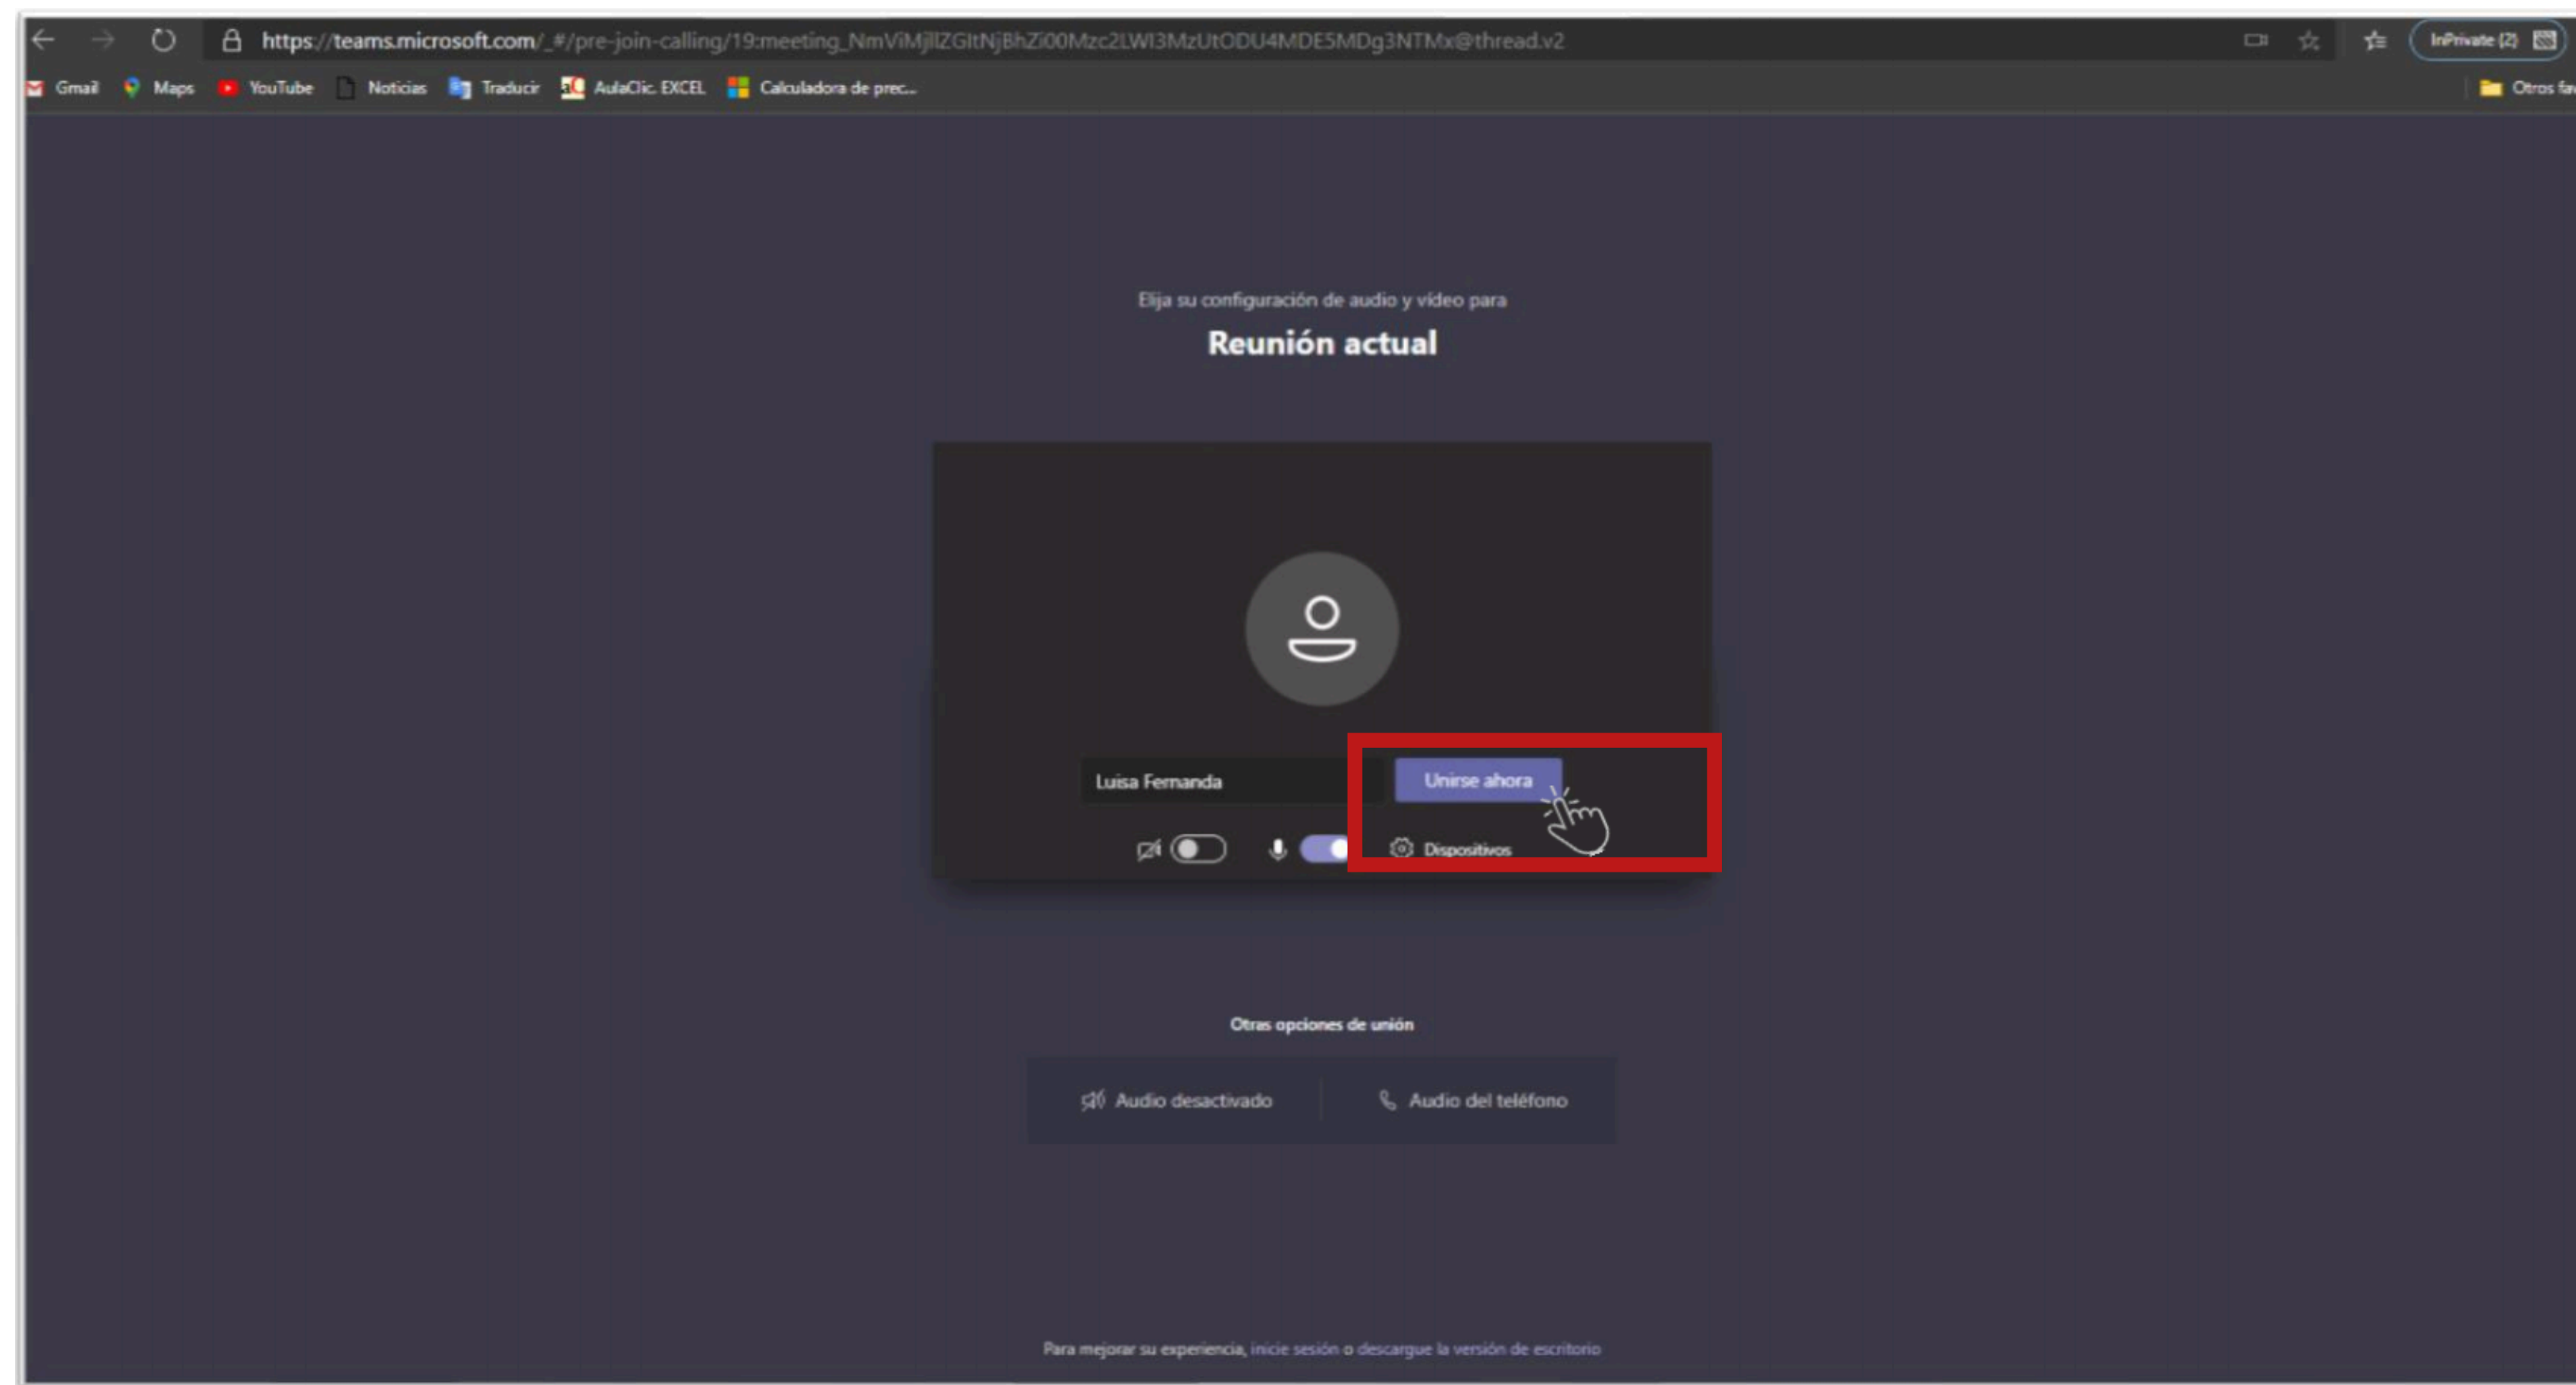 https://teams.microsoft.com/_#/pre-join-calling/19:meeting_NmViMjllZGItNjBhZi00Mzc2LWI3MzUtODU4MDE5MDg3NTMx@thread.v2 InPrivate (2)
Gmail Maps YouTube Noticias Traducir aC AulaClic. EXCEL Calculadora de prec... Otros fav
Elija su configuración de audio y vídeo para
Reunión actual
Luisa Fernanda Unirse ahora
Dispositivos
Otras opciones de unión
Audio desactivado Audio del teléfono
Para mejorar su experiencia, inicie sesión o descargue la versión de escritorio